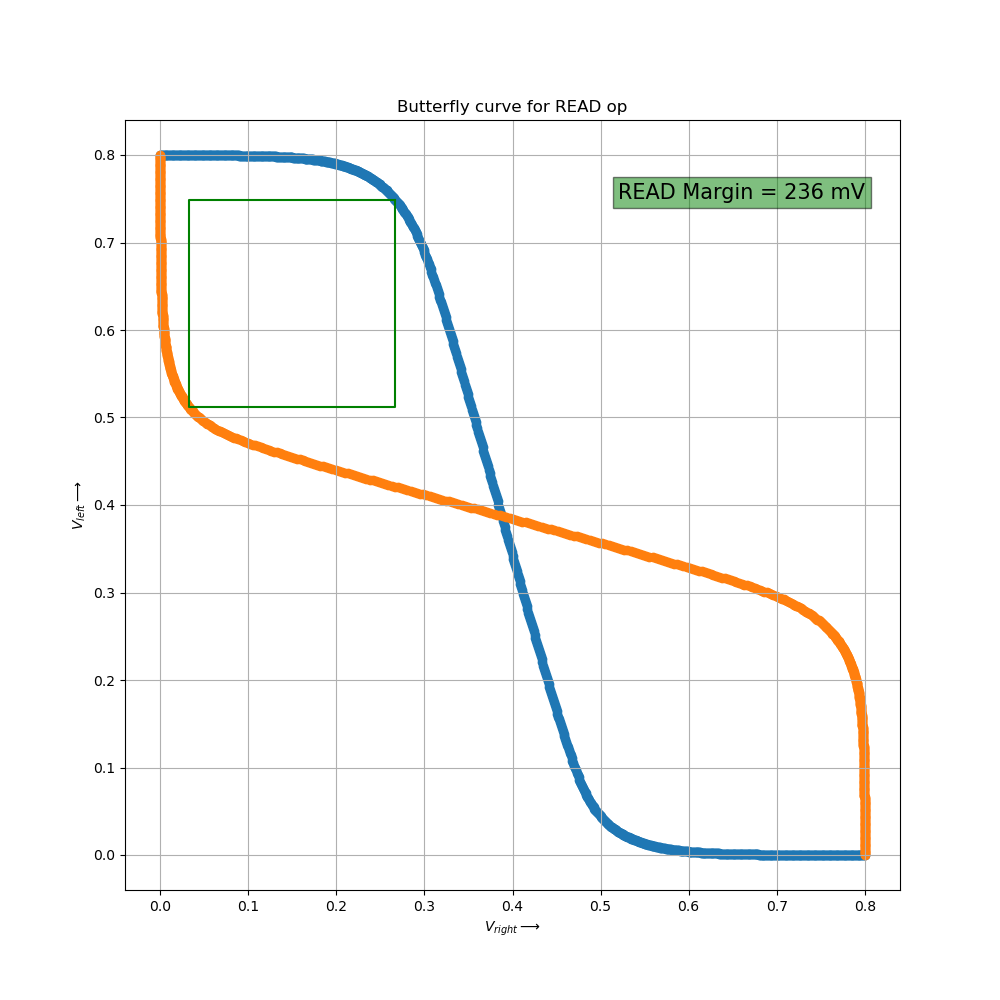 Butterfly curve for READ op
READ Margin = 236 mV
0.8
0.7
0.6
0.5
0.4
0.3
0.2
0.1
0.0
V_left ⟶
0.0 0.1 0.2 0.3 0.4 0.5 0.6 0.7 0.8
V_right ⟶